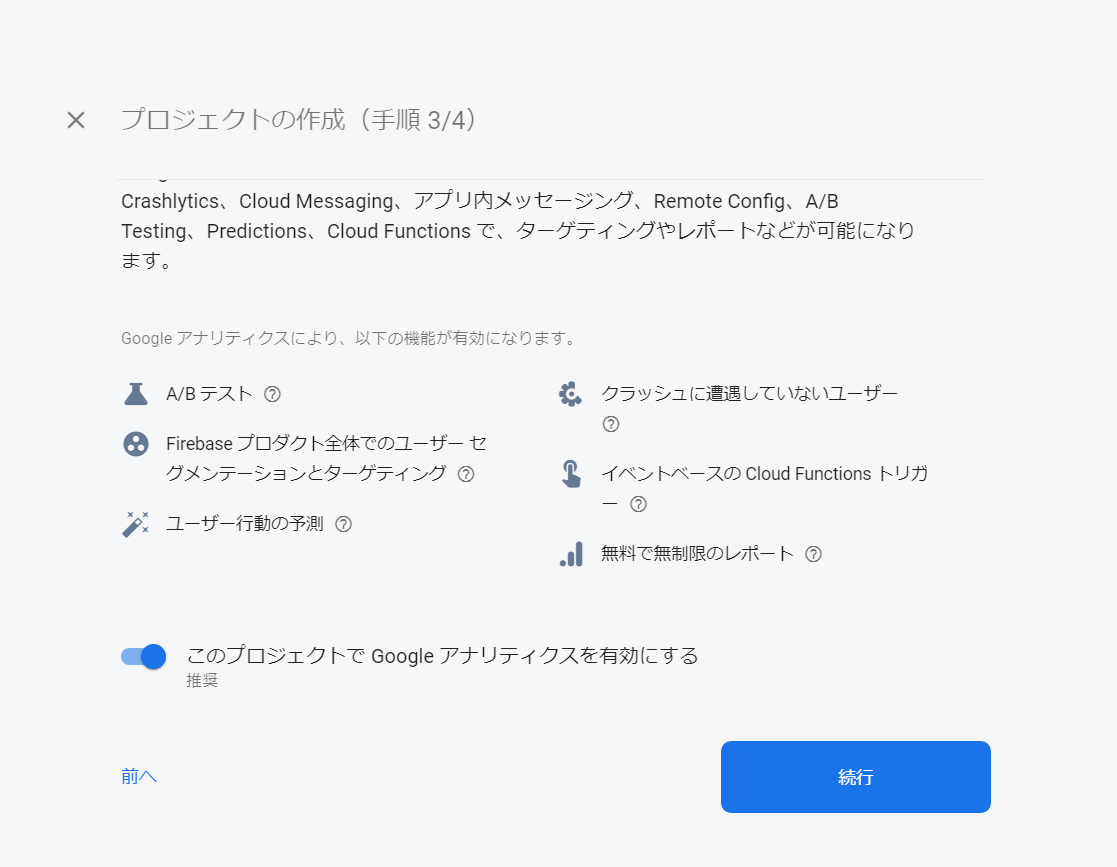 プロジェクトの作成（手順 3/4）
Crashlytics、Cloud Messaging、アプリ内メッセージング、Remote Config、A/B
Testing、Predictions、Cloud Functions で、ターゲティングやレポートなどが可能になり
ます。
Google アナリティクスにより、以下の機能が有効になります。
A/B テスト
Firebase プロダクト全体でのユーザー セ
グメンテーションとターゲティング
ユーザー行動の予測
クラッシュに遭遇していないユーザー
イベントベースの Cloud Functions トリガ
ー
無料で無制限のレポート
このプロジェクトで Google アナリティクスを有効にする
推奨
前へ
続行